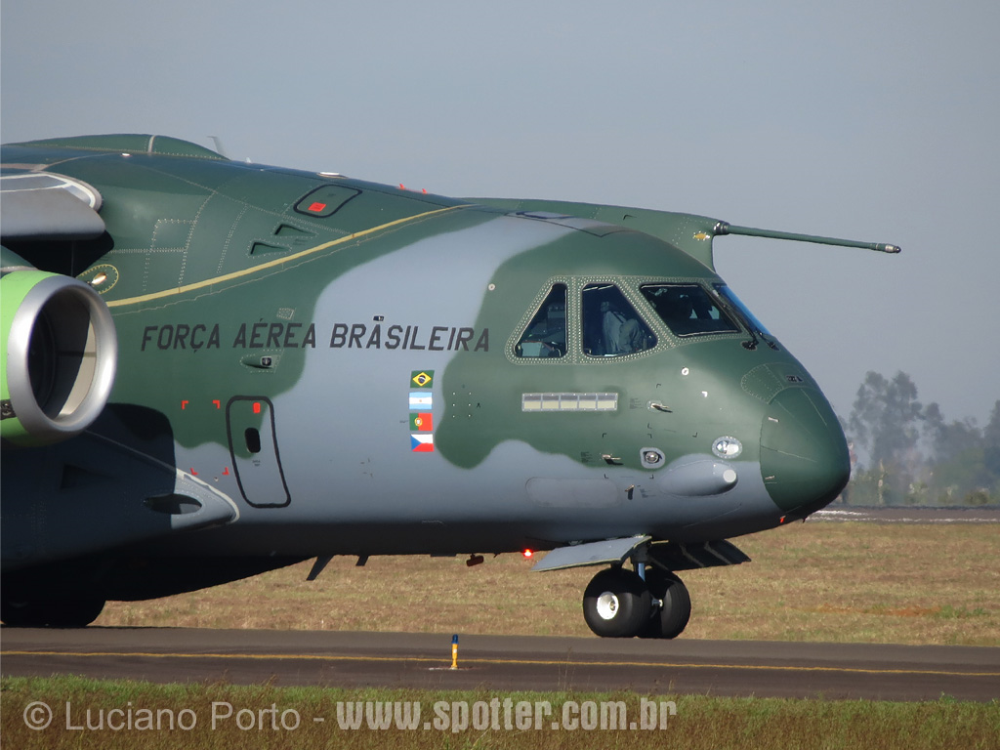 FORÇA AÉREA BRASILEIRA
© Luciano Porto - www.spotter.com.br